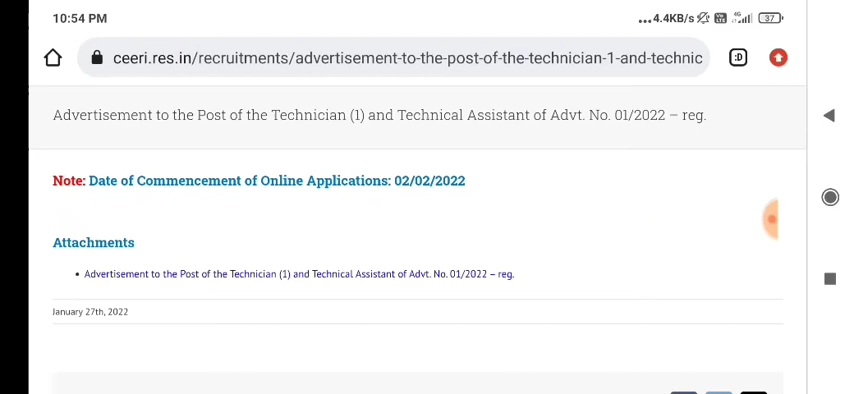 10:54 PM
...4.4KB/s 4G 37
ceeri.res.in/recruitments/advertisement-to-the-post-of-the-technician-1-and-technic
:D
Advertisement to the Post of the Technician (1) and Technical Assistant of Advt. No. 01/2022 – reg.
Note: Date of Commencement of Online Applications: 02/02/2022
Attachments
• Advertisement to the Post of the Technician (1) and Technical Assistant of Advt. No. 01/2022 – reg.
January 27th, 2022